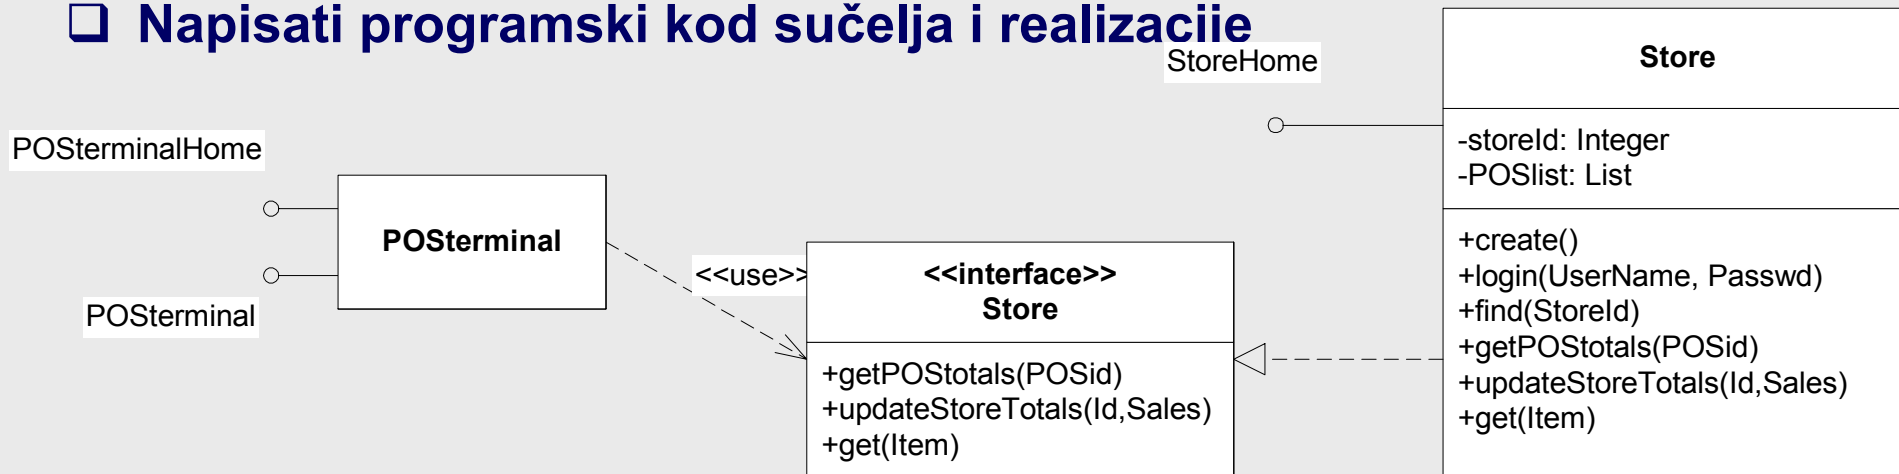 Napisati programski kod sučelja i realizacije
StoreHome
POSterminalHome
POSterminal
POSterminal
<<use>>
<<interface>>
Store
+getPOStotals(POSid)
+updateStoreTotals(Id,Sales)
+get(Item)
Store
-storeId: Integer
-POSlist: List
+create()
+login(UserName, Passwd)
+find(StoreId)
+getPOStotals(POSid)
+updateStoreTotals(Id,Sales)
+get(Item)